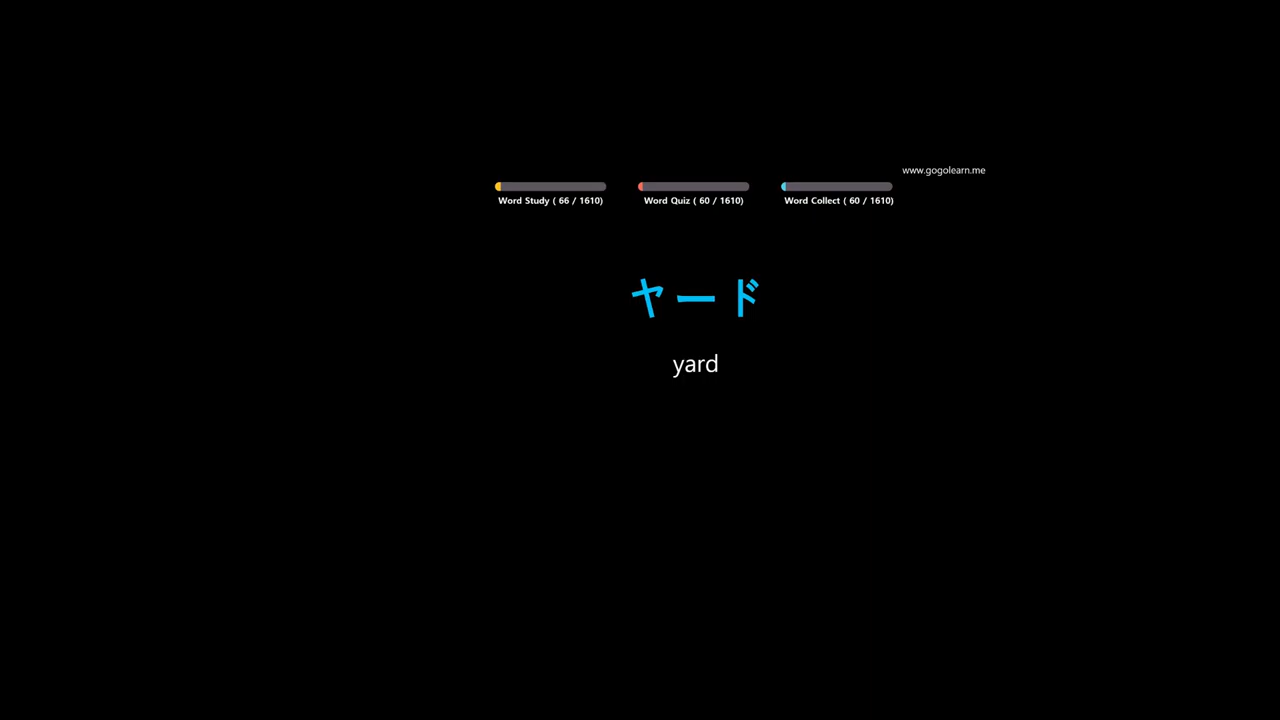 www.gogolearn.me
Word Study ( 66 / 1610)
Word Quiz ( 60 / 1610)
Word Collect ( 60 / 1610)
ヤード
yard